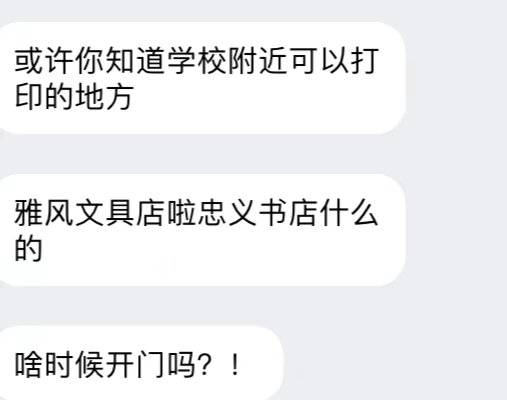 或许你知道学校附近可以打
印的地方
雅风文具店啦忠义书店什么
的
啥时候开门吗？！